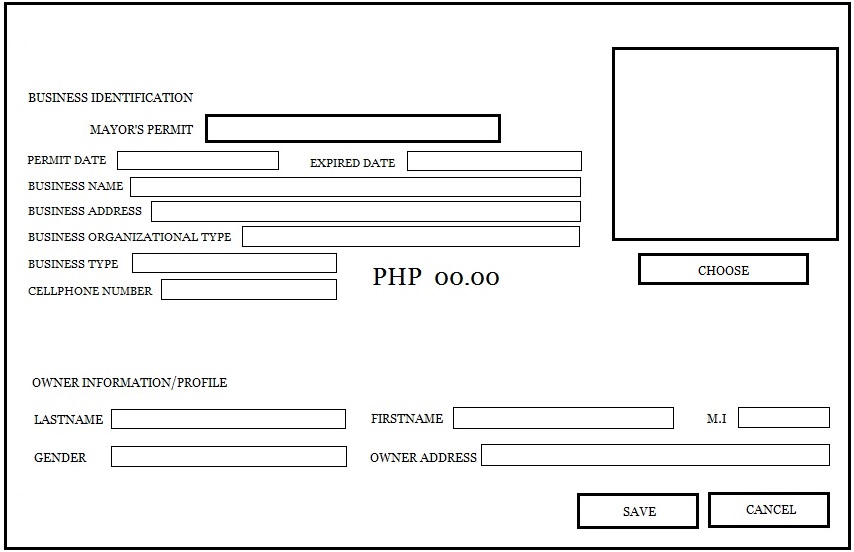 BUSINESS IDENTIFICATION
MAYOR'S PERMIT
PERMIT DATE EXPIRED DATE
BUSINESS NAME
BUSINESS ADDRESS
BUSINESS ORGANIZATIONAL TYPE
BUSINESS TYPE
PHP 00.00
CHOOSE
CELLPHONE NUMBER
OWNER INFORMATION/PROFILE
LASTNAME FIRSTNAME M.I
GENDER OWNER ADDRESS
SAVE CANCEL